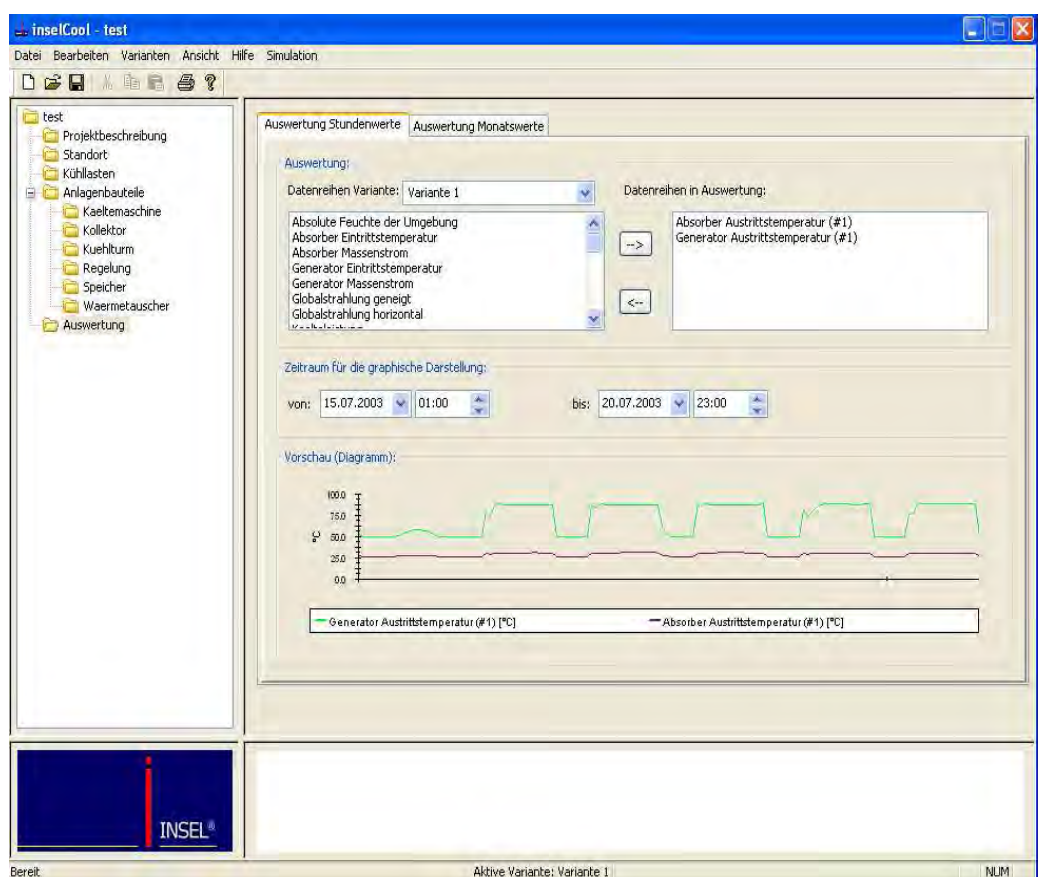 inselCool - test
Datei Bearbeiten Varianten Ansicht Hilfe Simulation
test
Projektbeschreibung
Standort
Kühllasten
Anlagenbauteile
Kaeltemaschine
Kollektor
Kuehlturm
Regelung
Speicher
Waermetauscher
Auswertung
Auswertung Stundenwerte Auswertung Monatswerte
Auswertung:
Datenreihen Variante: Variante 1 Datenreihen in Auswertung:
Absolute Feuchte der Umgebung
Absorber Eintrittstemperatur
Absorber Massenstrom
Generator Eintrittstemperatur
Generator Massenstrom
Globalstrahlung geneigt
Globalstrahlung horizontal
-->
<--
Absorber Austrittstemperatur (#1)
Generator Austrittstemperatur (#1)
Zeitraum für die graphische Darstellung:
von: 15.07.2003 01:00 bis: 20.07.2003 23:00
Vorschau (Diagramm):
100.0
75.0
50.0
25.0
0.0
°C
Generator Austrittstemperatur (#1) [°C] Absorber Austrittstemperatur (#1) [°C]
INSEL®
Bereit Aktive Variante: Variante 1 NUM